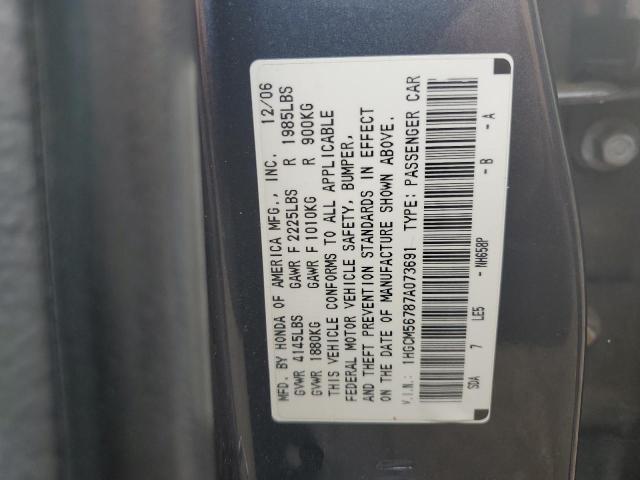 MFD. BY HONDA OF AMERICA MFG., INC. 12/06
GVWR 4145LBS GAWR F 2225LBS R 1985LBS
GVWR 1880KG GAWR F 1010KG R 900KG
THIS VEHICLE CONFORMS TO ALL APPLICABLE
FEDERAL MOTOR VEHICLE SAFETY, BUMPER,
AND THEFT PREVENTION STANDARDS IN EFFECT
ON THE DATE OF MANUFACTURE SHOWN ABOVE.
V.I.N.: 1HGCM56787A073691 TYPE: PASSENGER CAR
SDA 7 LE5 - NH658P - B - A